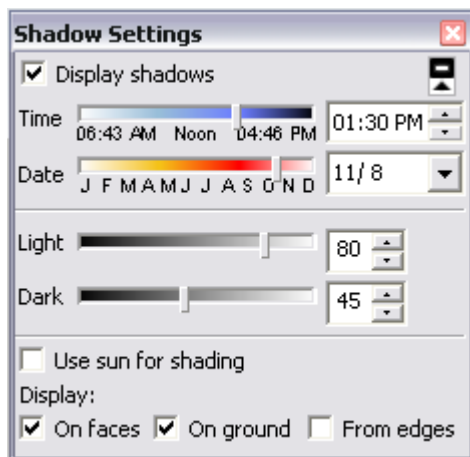 Shadow Settings
Display shadows
Time 01:30 PM
06:43 AM Noon 04:46 PM
Date 11/ 8
J F M A M J J A S O N D
Light 80
Dark 45
Use sun for shading
Display:
On faces On ground From edges